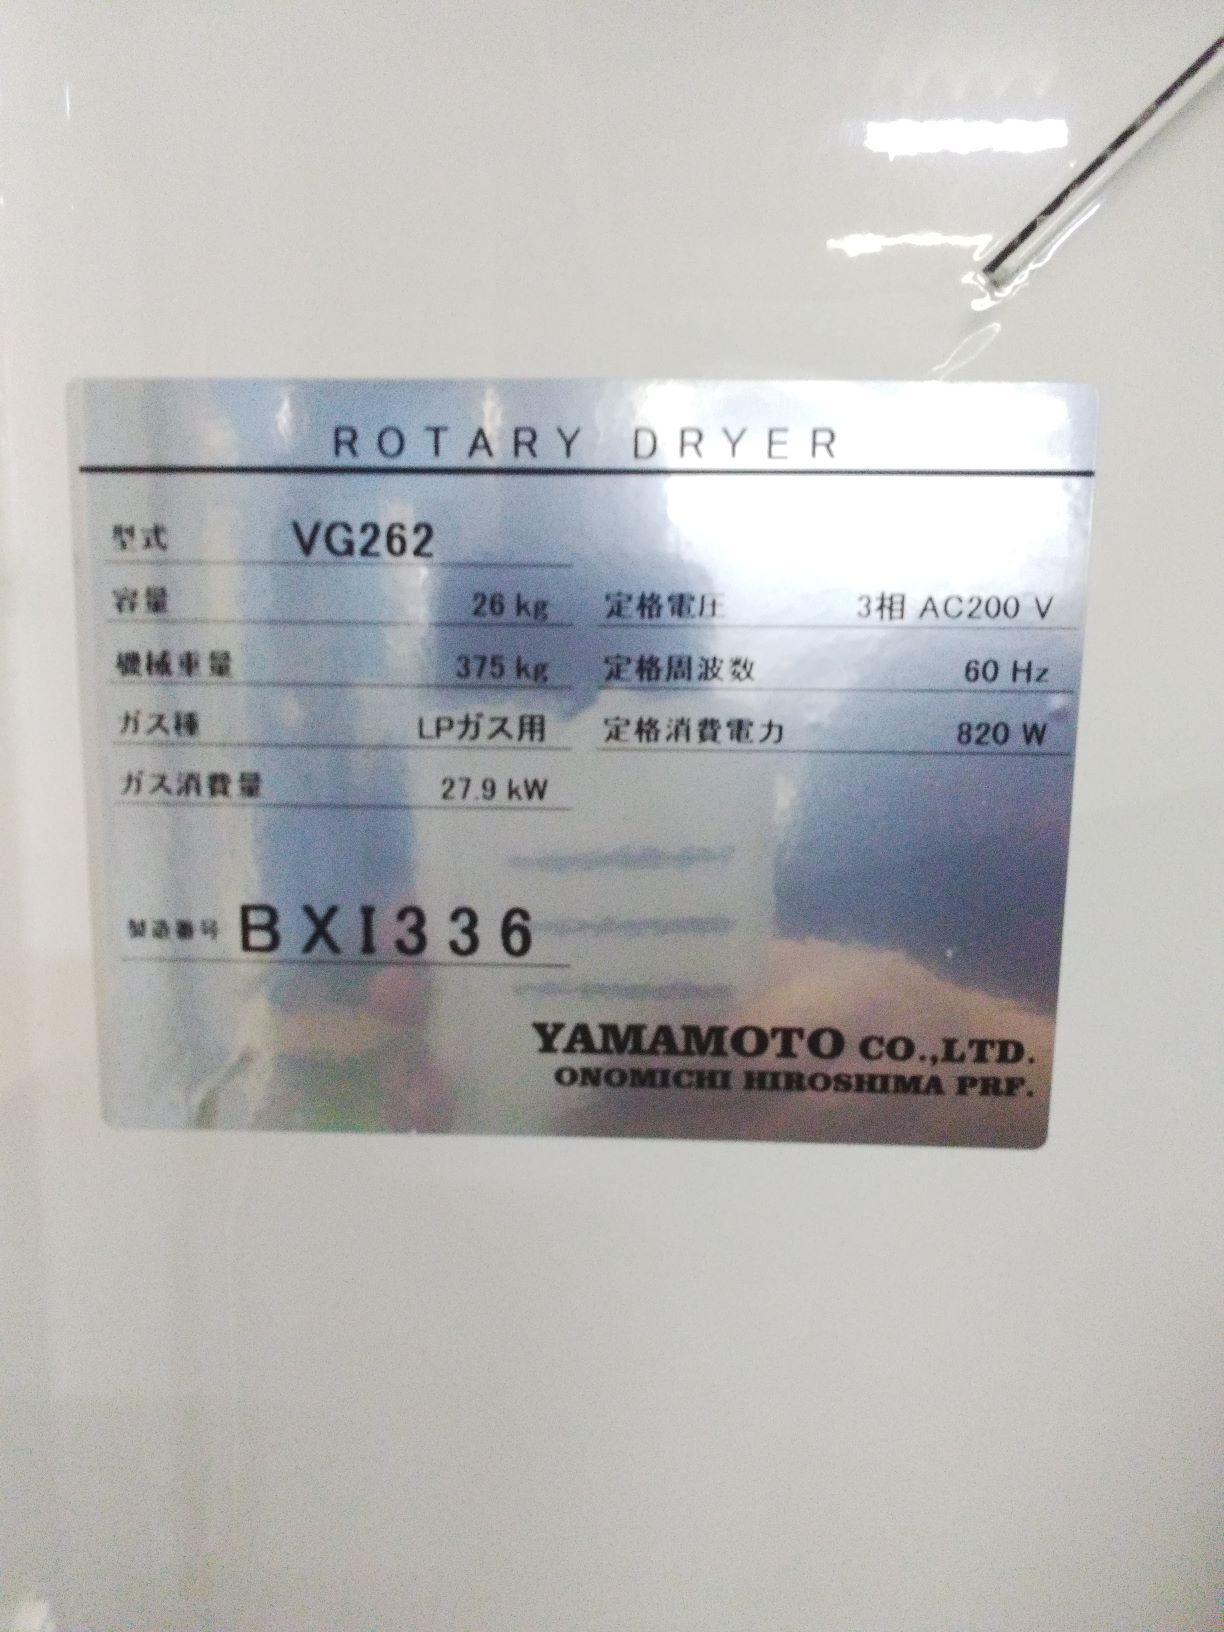 ROTARY DRYER
型式 VG262
容量 26 kg 定格電圧 3相 AC200 V
機械重量 375 kg 定格周波数 60 Hz
ガス種 LPガス用 定格消費電力 820 W
ガス消費量 27.9 kW
製造番号 BXI336
YAMAMOTO CO.,LTD.
ONOMICHI HIROSHIMA PRF.